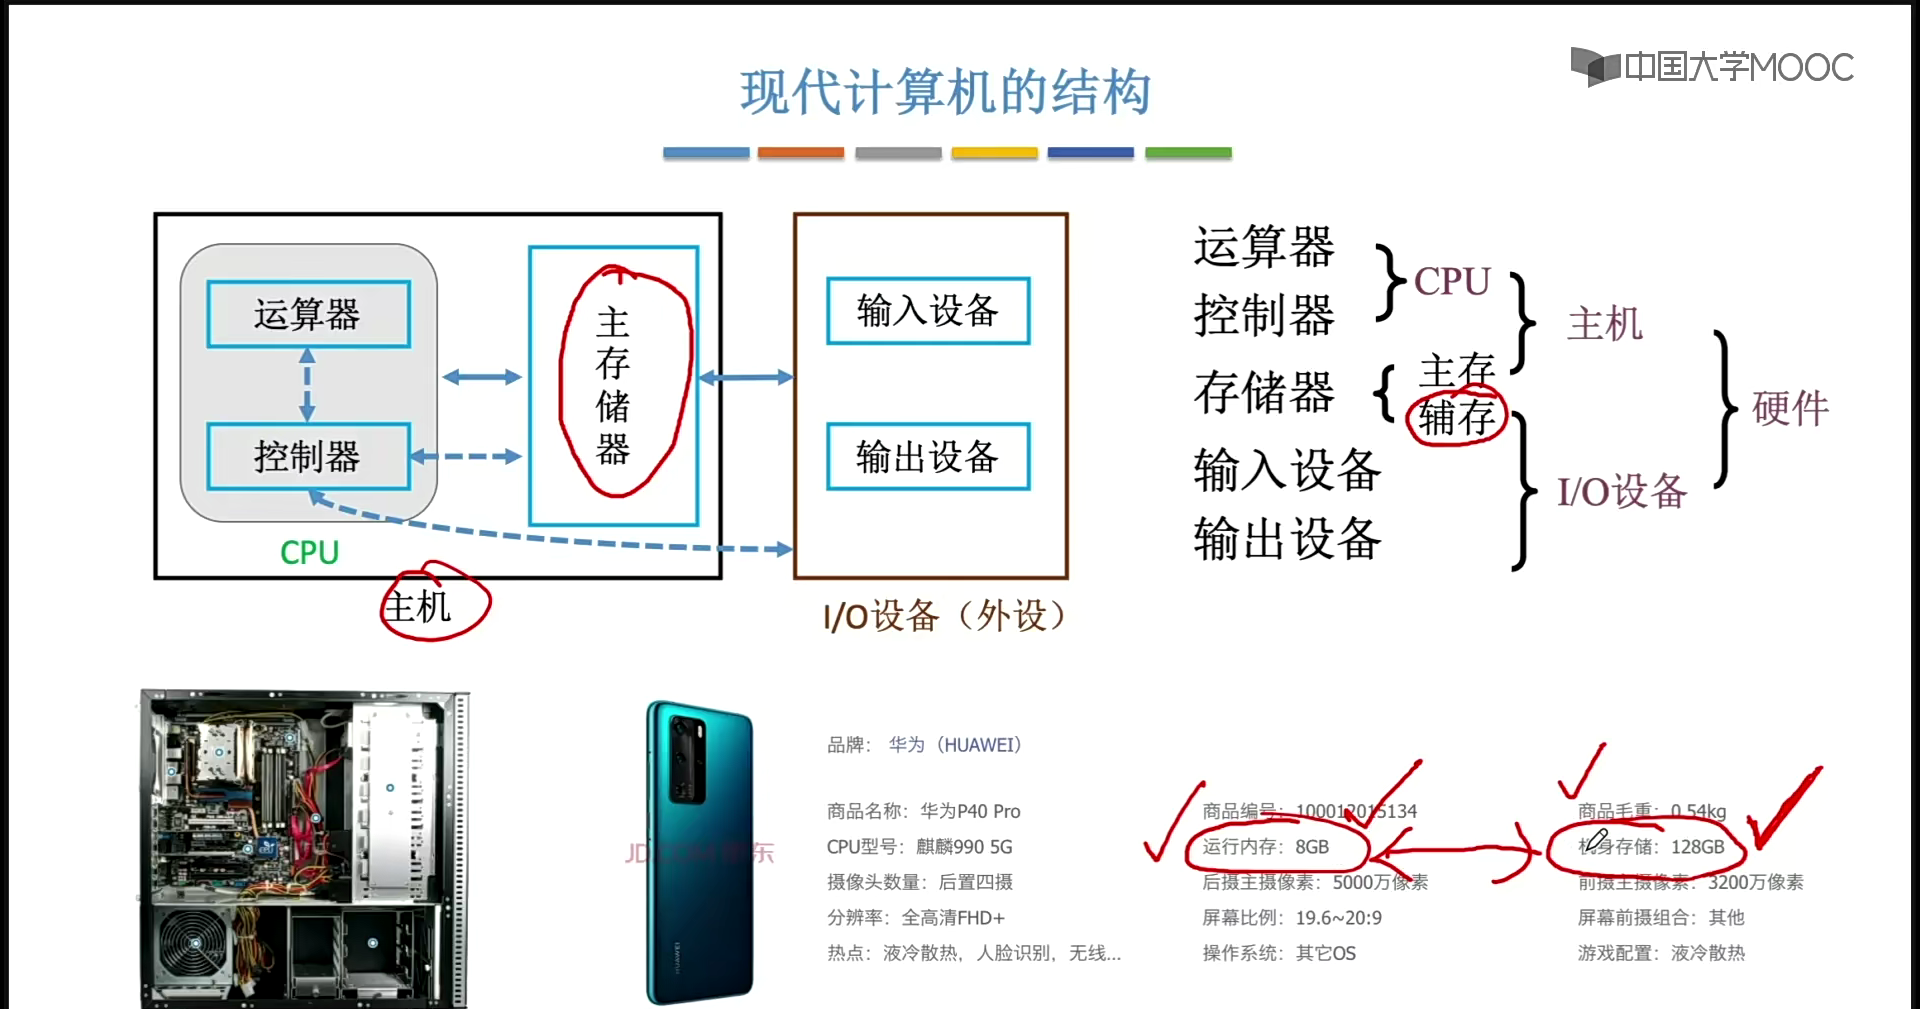 中国大学MOOC
现代计算机的结构
运算器
控制器
CPU
主存储器
主机
输入设备
输出设备
I/O设备（外设）
运算器
控制器
CPU
存储器
主存
辅存
主机
输入设备
输出设备
I/O设备
硬件
HUAWEI
JD.COM 京东
品牌： 华为（HUAWEI）
商品名称：华为P40 Pro
商品编号：100012015134
商品毛重：0.54kg
CPU型号：麒麟990 5G
运行内存：8GB
机身存储：128GB
摄像头数量：后置四摄
后摄主摄像素：5000万像素
前摄主摄像素：3200万像素
分辨率：全高清FHD+
屏幕比例：19.6~20:9
屏幕前摄组合：其他
热点：液冷散热，人脸识别，无线...
操作系统：其它OS
游戏配置：液冷散热